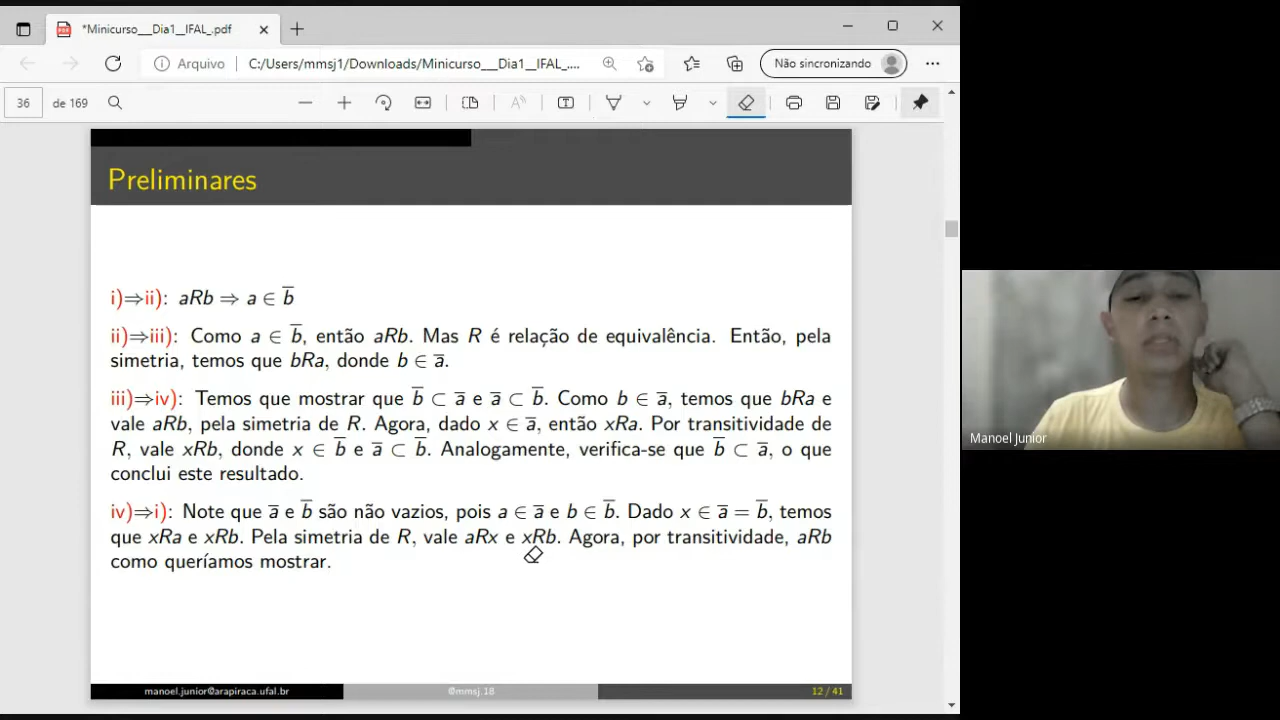 *Minicurso___Dia1__IFAL_.pdf
Arquivo
C:/Users/mmsj1/Downloads/Minicurso___Dia1__IFAL_....
Não sincronizando
36
de 169
Preliminares
i)⇒ii): aRb ⇒ a ∈ b̅
ii)⇒iii): Como a ∈ b̅, então aRb. Mas R é relação de equivalência. Então, pela
simetria, temos que bRa, donde b ∈ a̅.
iii)⇒iv): Temos que mostrar que b̅ ⊂ a̅ e a̅ ⊂ b̅. Como b ∈ a̅, temos que bRa e
vale aRb, pela simetria de R. Agora, dado x ∈ a̅, então xRa. Por transitividade de
R, vale xRb, donde x ∈ b̅ e a̅ ⊂ b̅. Analogamente, verifica-se que b̅ ⊂ a̅, o que
conclui este resultado.
iv)⇒i): Note que a̅ e b̅ são não vazios, pois a ∈ a̅ e b ∈ b̅. Dado x ∈ a̅ = b̅, temos
que xRa e xRb. Pela simetria de R, vale aRx e xRb. Agora, por transitividade, aRb
como queríamos mostrar.
manoel.junior@arapiraca.ufal.br
@mmsj.18
12 / 41
Manoel Junior